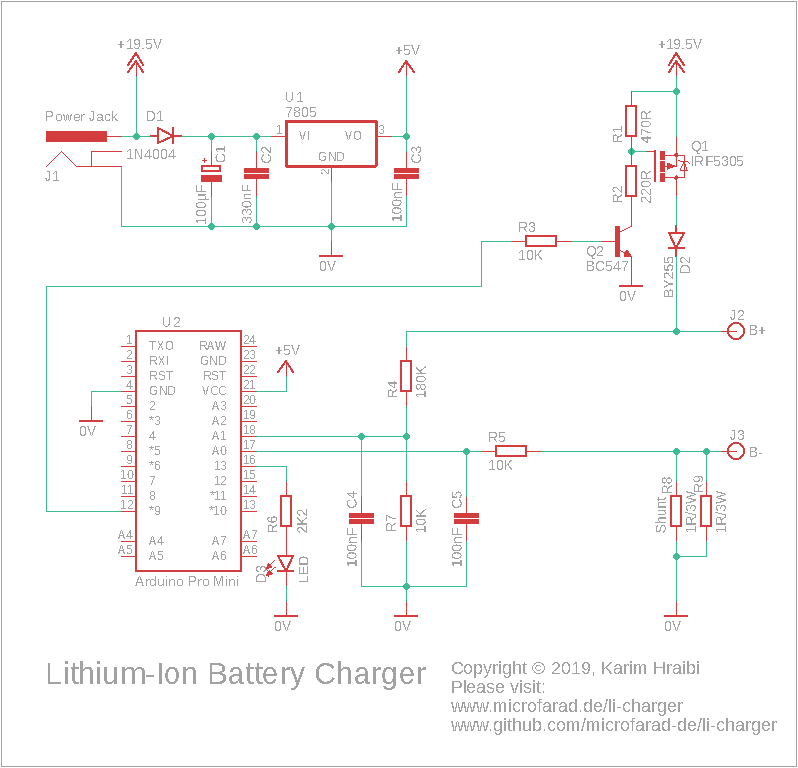 +19.5V
+5V
+19.5V
Power Jack
D1
1N4004
J1
C1
100µF
C2
330nF
U1
7805
1
VI
VO
3
GND
2
C3
100nF
0V
R1
470R
R2
220R
Q1
IRF5305
R3
10K
Q2
BC547
0V
BY255
D2
J2
B+
U2
1 TXO RAW 24
2 RXI GND 23
3 RST RST 22
4 GND VCC 21
5 2 A3 20
6 *3 A2 19
7 4 A1 18
8 *5 A0 17
9 *6 13 16
10 7 12 15
11 8 *11 14
12 *9 *10 13
A4 A4 A7 A7
A5 A5 A6 A6
Arduino Pro Mini
0V
+5V
R4
180K
R5
10K
J3
B-
R6
2K2
D3
LED
0V
C4
100nF
R7
10K
C5
100nF
0V
Shunt
R8
1R/3W
R9
1R/3W
0V
Lithium-Ion Battery Charger
Copyright © 2019, Karim Hraibi
Please visit:
www.microfarad.de/li-charger
www.github.com/microfarad-de/li-charger